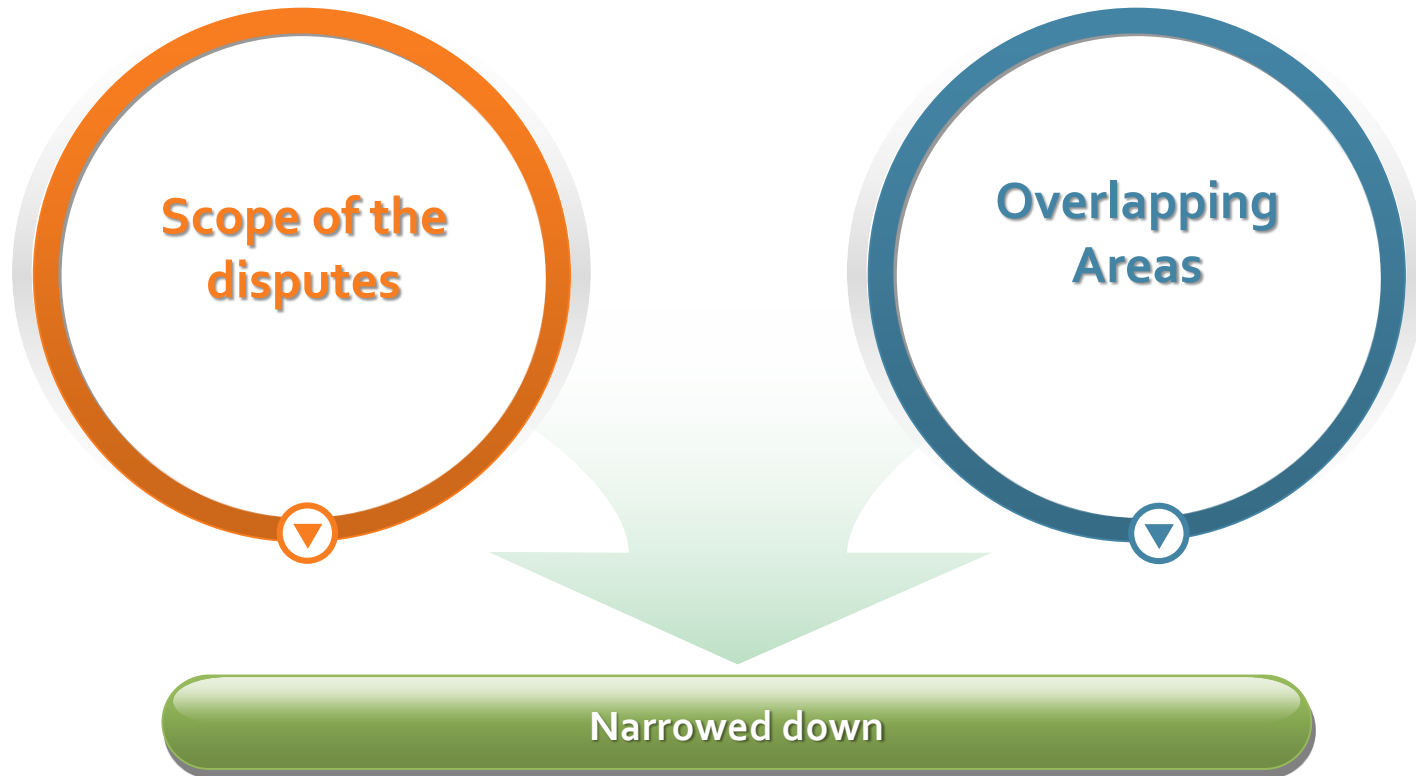 Scope of the
disputes
Overlapping
Areas
Narrowed down